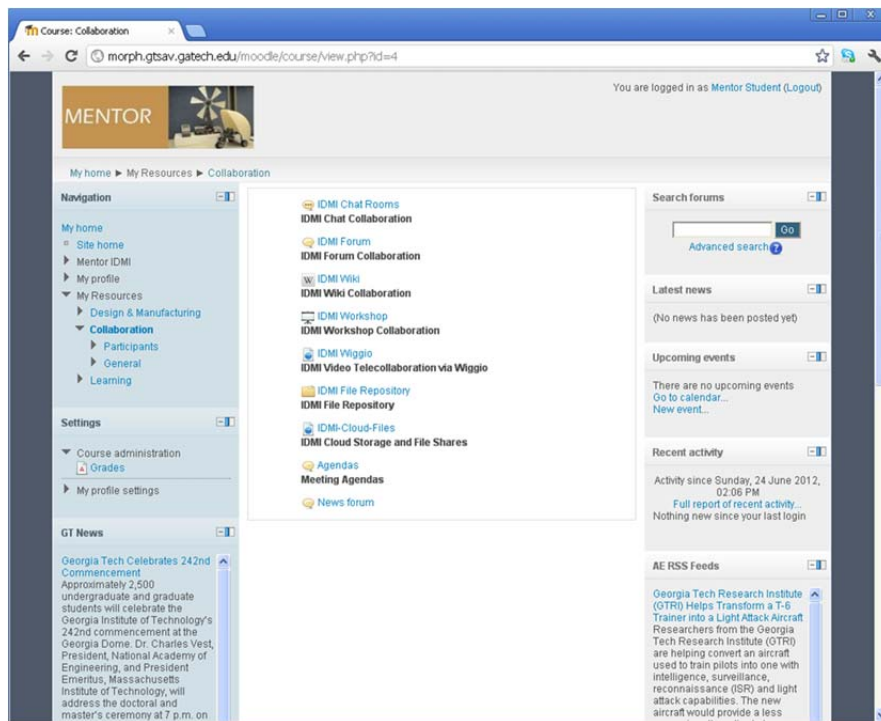 Course: Collaboration
morph.gtsav.gatech.edu/moodle/course/view.php?id=4
You are logged in as Mentor Student (Logout)
MENTOR
My home ► My Resources ► Collaboration
Navigation
My home
Site home
Mentor IDMI
My profile
My Resources
Design & Manufacturing
Collaboration
Participants
General
Learning
Settings
Course administration
Grades
My profile settings
GT News
Georgia Tech Celebrates 242nd
Commencement
Approximately 2,500
undergraduate and graduate
students will celebrate the
Georgia Institute of Technology's
242nd commencement at the
Georgia Dome. Dr. Charles Vest,
President, National Academy of
Engineering, and President
Emeritus, Massachusetts
Institute of Technology, will
address the doctoral and
master's ceremony at 7 p.m. on
IDMI Chat Rooms
IDMI Chat Collaboration
IDMI Forum
IDMI Forum Collaboration
W IDMI Wiki
IDMI Wiki Collaboration
IDMI Workshop
IDMI Workshop Collaboration
IDMI Wiggio
IDMI Video Telecollaboration via Wiggio
IDMI File Repository
IDMI File Repository
IDMI-Cloud-Files
IDMI Cloud Storage and File Shares
Agendas
Meeting Agendas
News forum
Search forums
Go
Advanced search ?
Latest news
(No news has been posted yet)
Upcoming events
There are no upcoming events
Go to calendar...
New event...
Recent activity
Activity since Sunday, 24 June 2012,
02:06 PM
Full report of recent activity...
Nothing new since your last login
AE RSS Feeds
Georgia Tech Research Institute
(GTRI) Helps Transform a T-6
Trainer into a Light Attack Aircraft
Researchers from the Georgia
Tech Research Institute (GTRI)
are helping convert an aircraft
used to train pilots into one with
intelligence, surveillance,
reconnaissance (ISR) and light
attack capabilities. The new
aircraft would provide a less